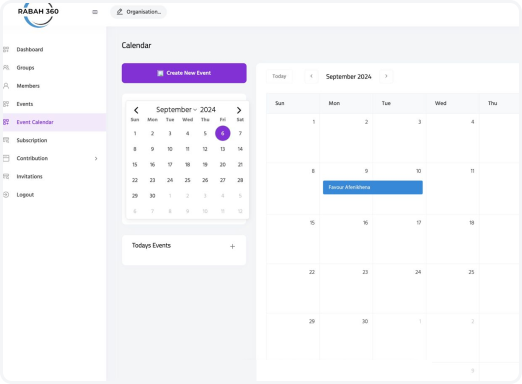 RABAH 360
Organisation...
Dashboard
Groups
Members
Events
Event Calendar
Subscription
Contribution
Invitations
Logout
Calendar
Create New Event
September 2024
Sun Mon Tue Wed Thu Fri Sat
1 2 3 4 5 6 7
8 9 10 11 12 13 14
15 16 17 18 19 20 21
22 23 24 25 26 27 28
29 30 1 2 3 4 5
6 7 8 9 10 11 12
Todays Events +
Today < September 2024 >
Sun Mon Tue Wed Thu
1 2 3 4
8 9 10 11
Favour Afenkhena
15 16 17 18
22 23 24 25
29 30 1 2
9